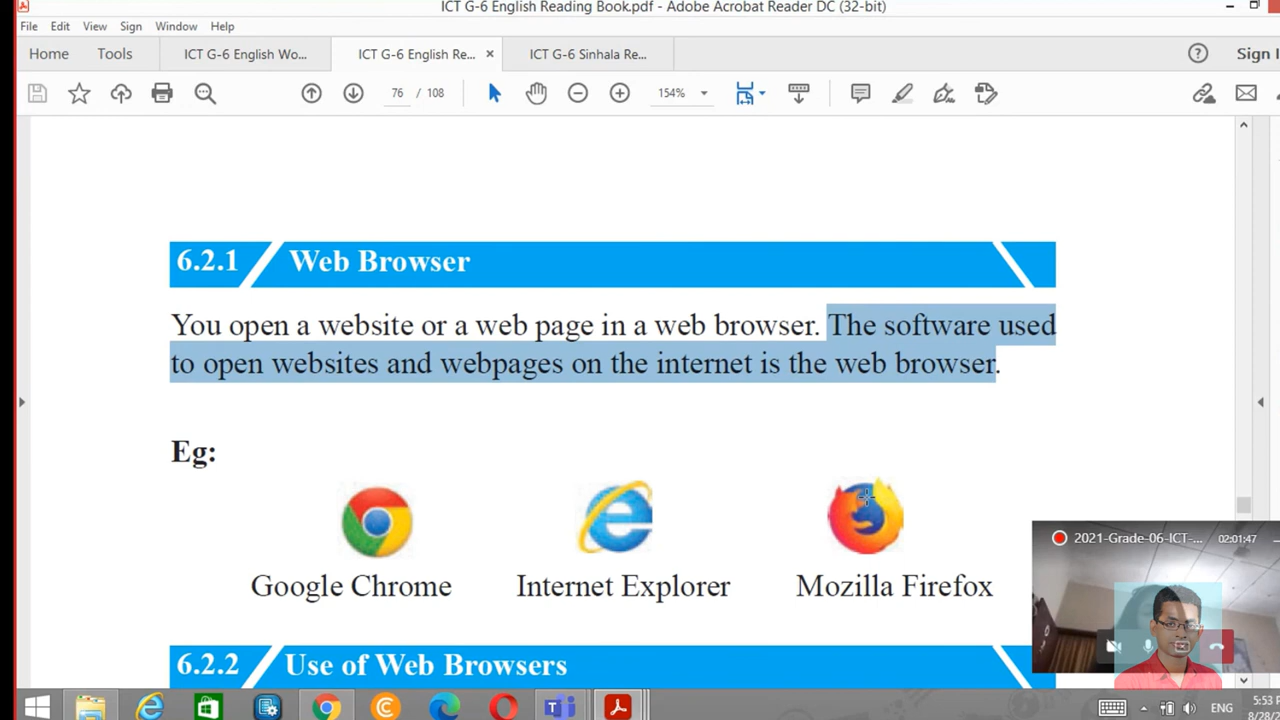 ICT G-6 English Reading Book.pdf - Adobe Acrobat Reader DC (32-bit)
File Edit View Sign Window Help
Home Tools ICT G-6 English Wo... ICT G-6 English Re... × ICT G-6 Sinhala Re... Sign
76 / 108 154%
6.2.1 Web Browser
You open a website or a web page in a web browser. The software used
to open websites and webpages on the internet is the web browser.
Eg:
Google Chrome Internet Explorer Mozilla Firefox
2021-Grade-06-ICT-... 02:01:47
6.2.2 Use of Web Browsers
ENG 5:53
8/28/2